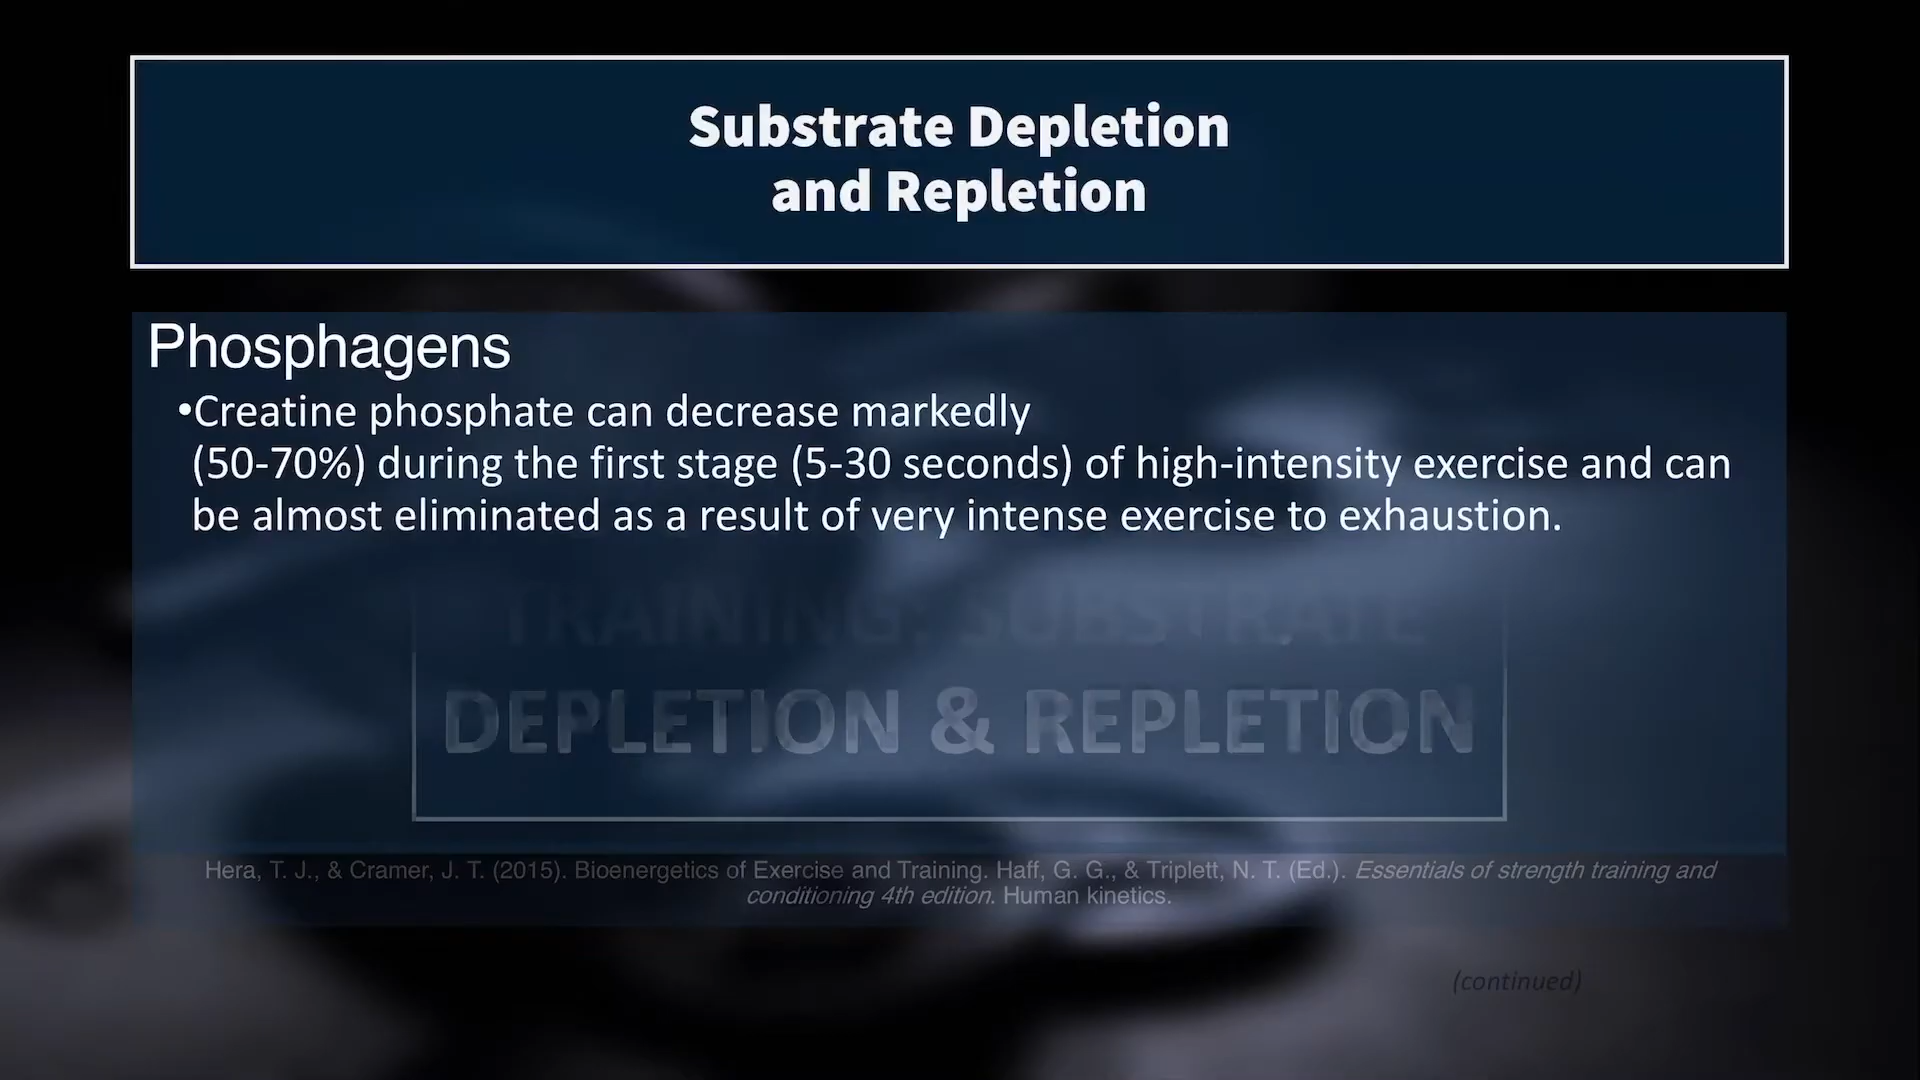 Substrate Depletion
and Repletion
Phosphagens
•Creatine phosphate can decrease markedly
(50-70%) during the first stage (5-30 seconds) of high-intensity exercise and can
be almost eliminated as a result of very intense exercise to exhaustion.
TRAINING, SUBSTRATE
DEPLETION & REPLETION
Hera, T. J., & Cramer, J. T. (2015). Bioenergetics of Exercise and Training. Haff, G. G., & Triplett, N. T. (Ed.). Essentials of strength training and
conditioning 4th edition. Human kinetics.
(continued)